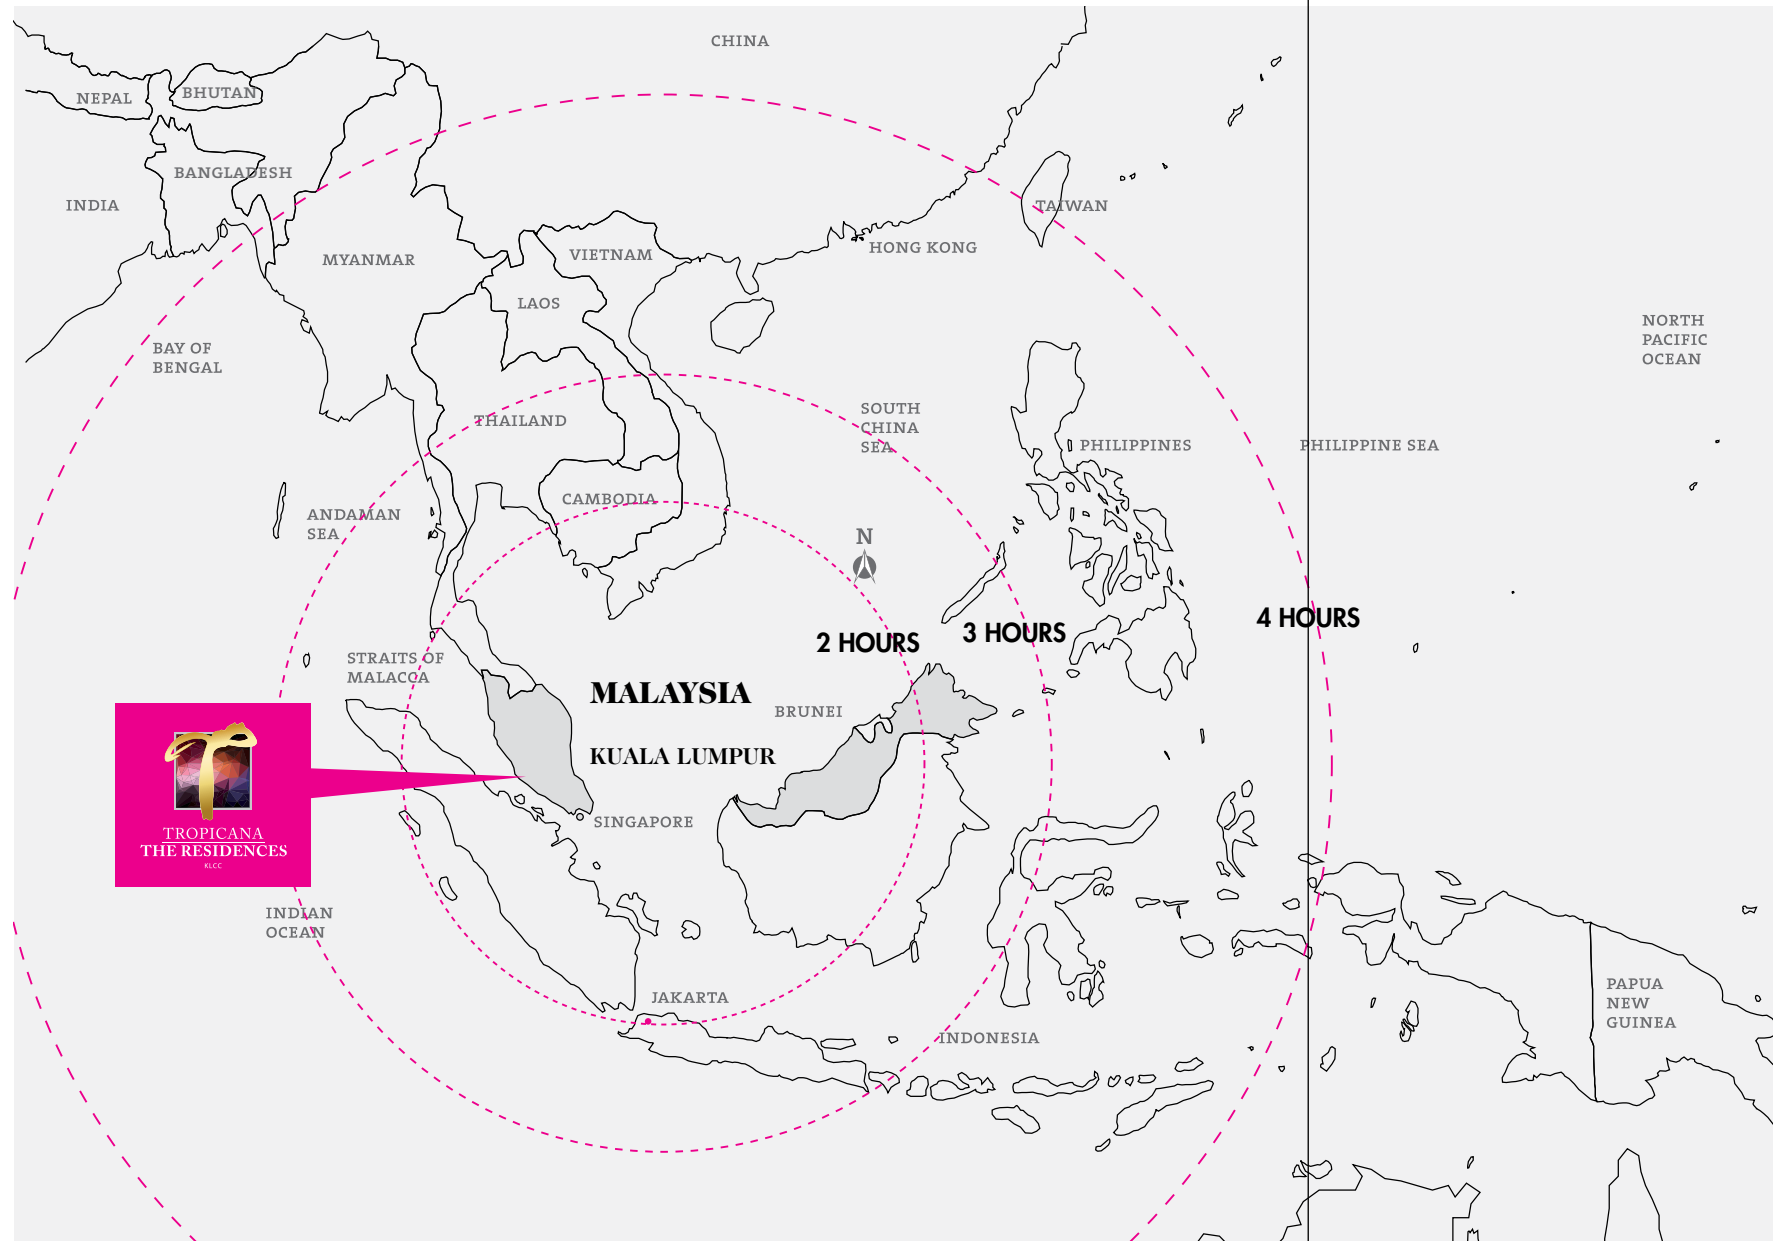 CHINA
NEPAL
BHUTAN
BANGLADESH
INDIA
TAIWAN
HONG KONG
MYANMAR
VIETNAM
LAOS
NORTH
PACIFIC
OCEAN
BAY OF
BENGAL
THAILAND
SOUTH
CHINA
SEA
PHILIPPINES
PHILIPPINE SEA
CAMBODIA
ANDAMAN
SEA
N
4 HOURS
3 HOURS
2 HOURS
STRAITS OF
MALACCA
MALAYSIA
BRUNEI
KUALA LUMPUR
SINGAPORE
T
TROPICANA
THE RESIDENCES
KLCC
INDIAN
OCEAN
JAKARTA
INDONESIA
PAPUA
NEW
GUINEA